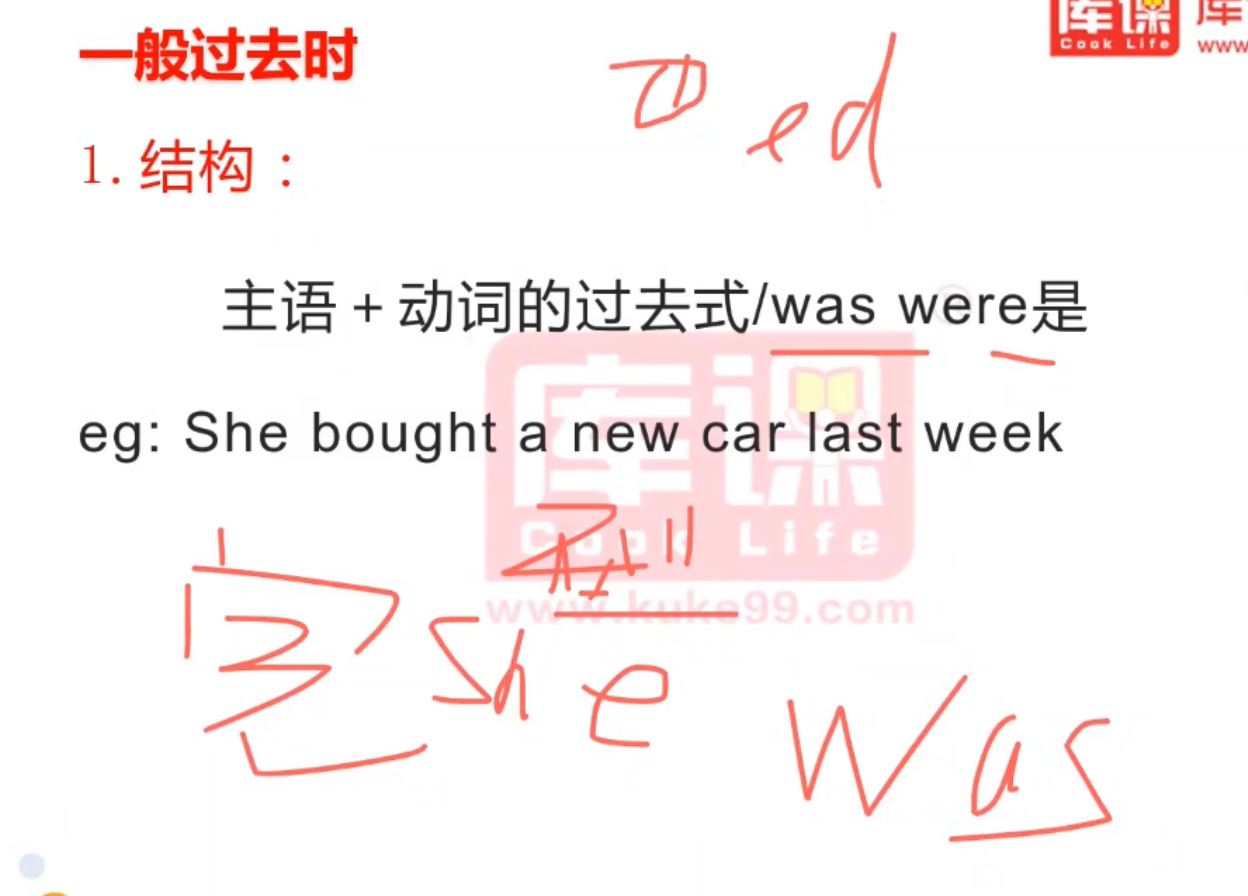 库课 库
Cook Life www
一般过去时
ed
1. 结构：
主语 + 动词的过去式/was were是
eg: She bought a new car last week
库课
Cook Life
www.kuke99.com
She was